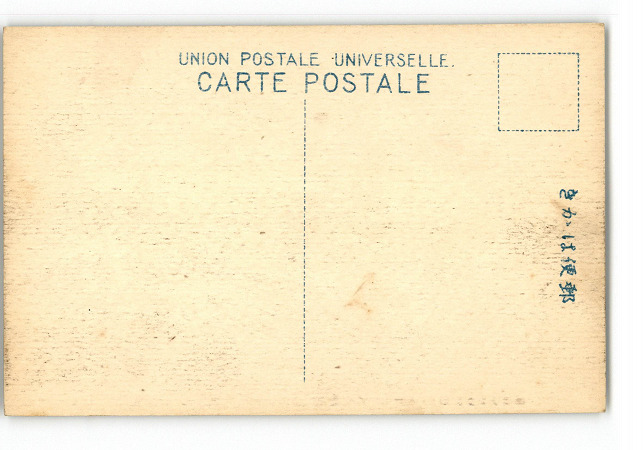 UNION POSTALE UNIVERSELLE.
CARTE POSTALE
きかは便郵